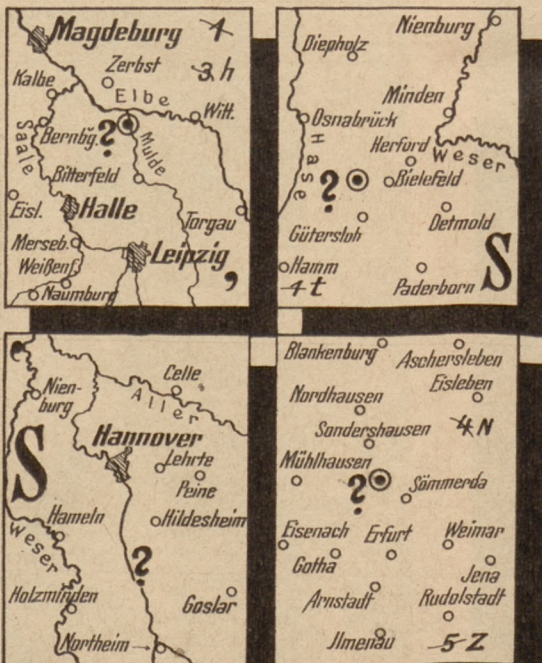 Magdeburg
1
Zerbst
3, h
Kalbe
Elbe
Witt.
Bernbg.
?
Saale
Mulde
Bitterfeld
Eisl.
Halle
Torgau
Merseb.
Leipzig
Weißenf.
Naumburg
,
Nienburg
Diepholz
Minden
Osnabrück
Herford
Hase
Weser
?
Bielefeld
Gütersloh
Detmold
Hamm
4 t
Paderborn
S
Celle
Nien-
burg
Aller
Hannover
S
Lehrte
Peine
Hameln
Hildesheim
Weser
?
Holzminden
Goslar
Northeim
Blankenburg
Aschersleben
Eisleben
Nordhausen
Sondershausen
4, N
Mühlhausen
?
Sömmerda
Eisenach
Erfurt
Weimar
Gotha
Jena
Arnstadt
Rudolstadt
Jlmenau
5 Z